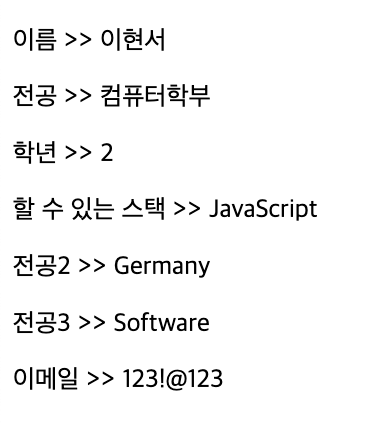 이름 >> 이현서
전공 >> 컴퓨터학부
학년 >> 2
할 수 있는 스택 >> JavaScript
전공2 >> Germany
전공3 >> Software
이메일 >> 123!@123